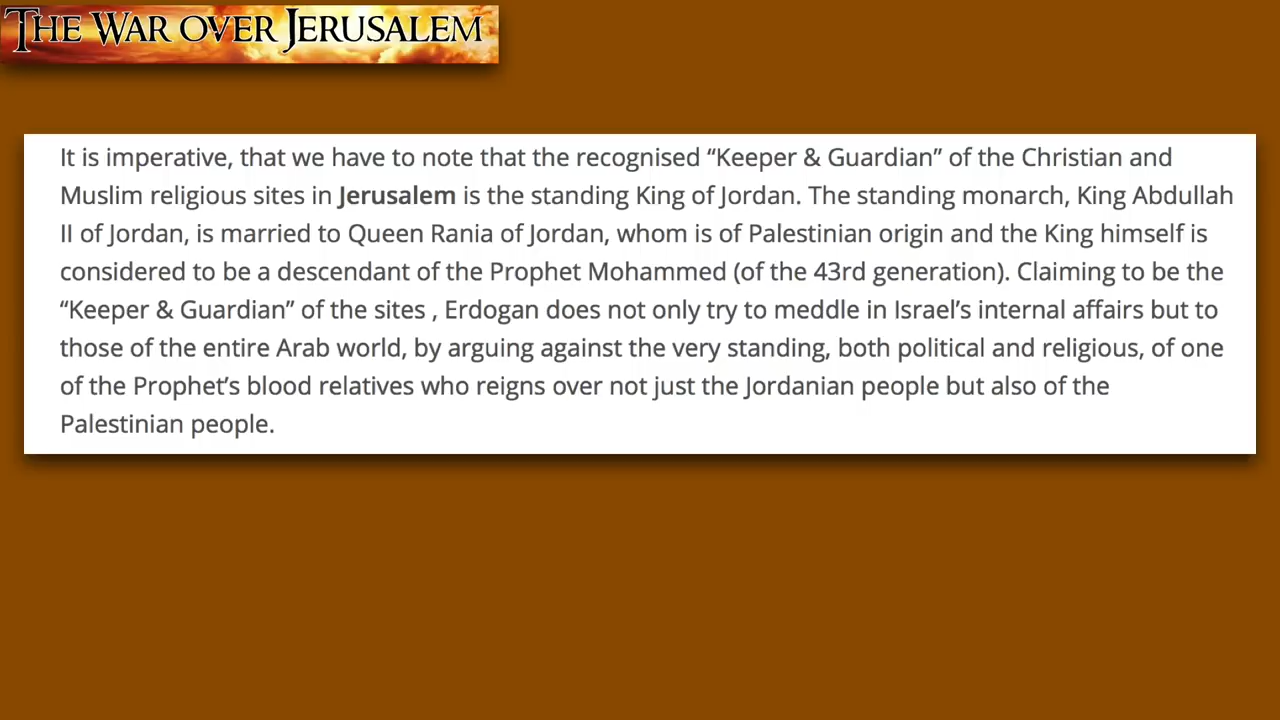 THE WAR OVER JERUSALEM
It is imperative, that we have to note that the recognised “Keeper & Guardian” of the Christian and
Muslim religious sites in Jerusalem is the standing King of Jordan. The standing monarch, King Abdullah
II of Jordan, is married to Queen Rania of Jordan, whom is of Palestinian origin and the King himself is
considered to be a descendant of the Prophet Mohammed (of the 43rd generation). Claiming to be the
“Keeper & Guardian” of the sites , Erdogan does not only try to meddle in Israel’s internal affairs but to
those of the entire Arab world, by arguing against the very standing, both political and religious, of one
of the Prophet’s blood relatives who reigns over not just the Jordanian people but also of the
Palestinian people.